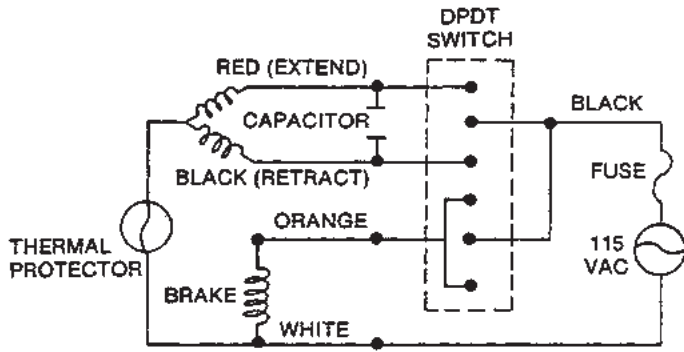 DPDT
SWITCH
RED (EXTEND)
BLACK
CAPACITOR
FUSE
BLACK (RETRACT)
ORANGE
THERMAL
PROTECTOR
115
VAC
BRAKE
WHITE